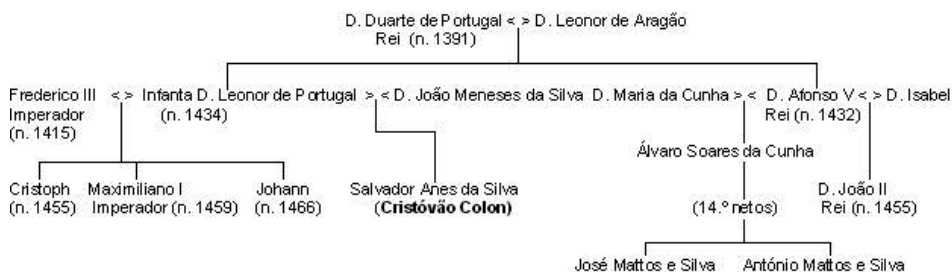 D. Duarte de Portugal < > D. Leonor de Aragão
Rei (n. 1391)
Frederico III < > Infanta D. Leonor de Portugal > < D. João Meneses da Silva D. Maria da Cunha > < D. Afonso V < > D. Isabel
Imperador (n. 1434) Rei (n. 1432)
(n. 1415)
Álvaro Soares da Cunha
Cristoph Maximiliano I Johann Salvador Anes da Silva D. João II
(n. 1455) Imperador (n. 1459) (n. 1466) (Cristóvão Colon) (14.º netos) Rei (n. 1455)
José Mattos e Silva António Mattos e Silva